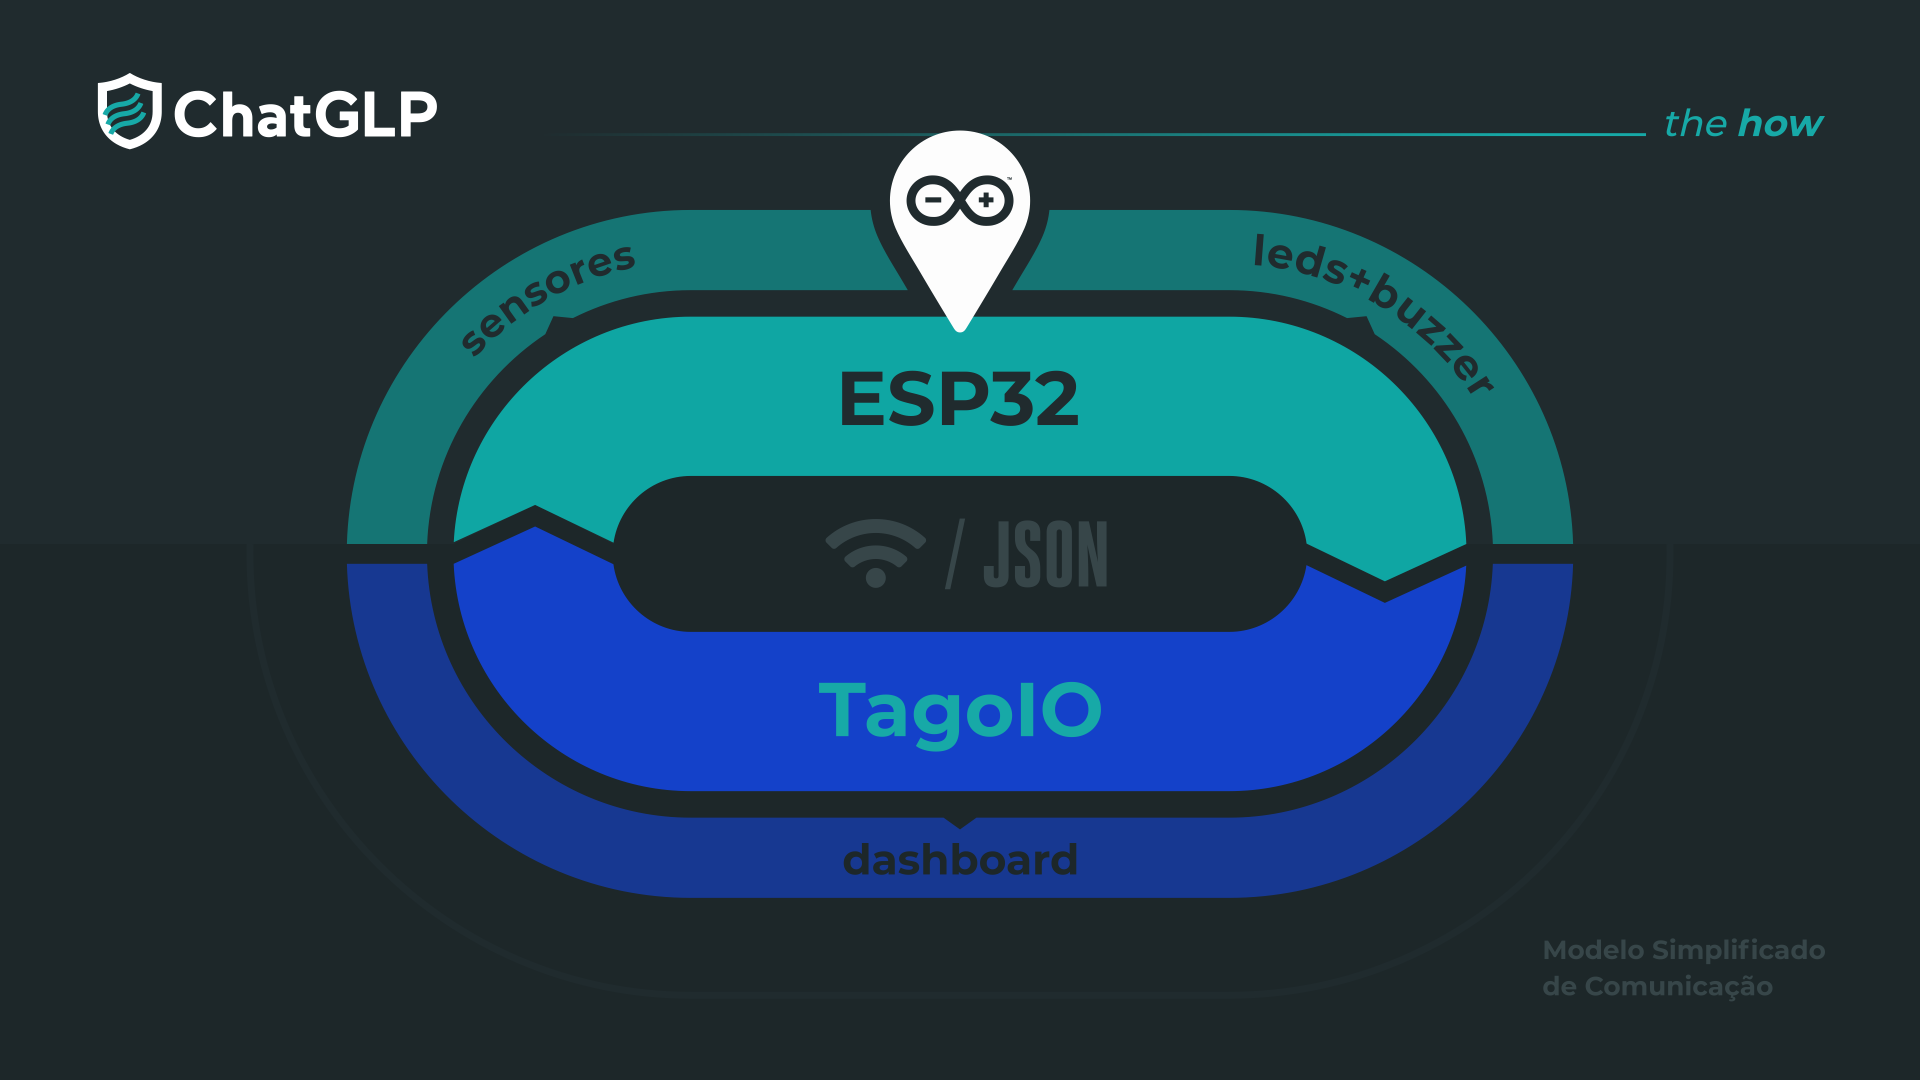 ChatGLP
the how
sensores
leds+buzzer
ESP32
/ JSON
TagoIO
dashboard
Modelo Simplificado
de Comunicação